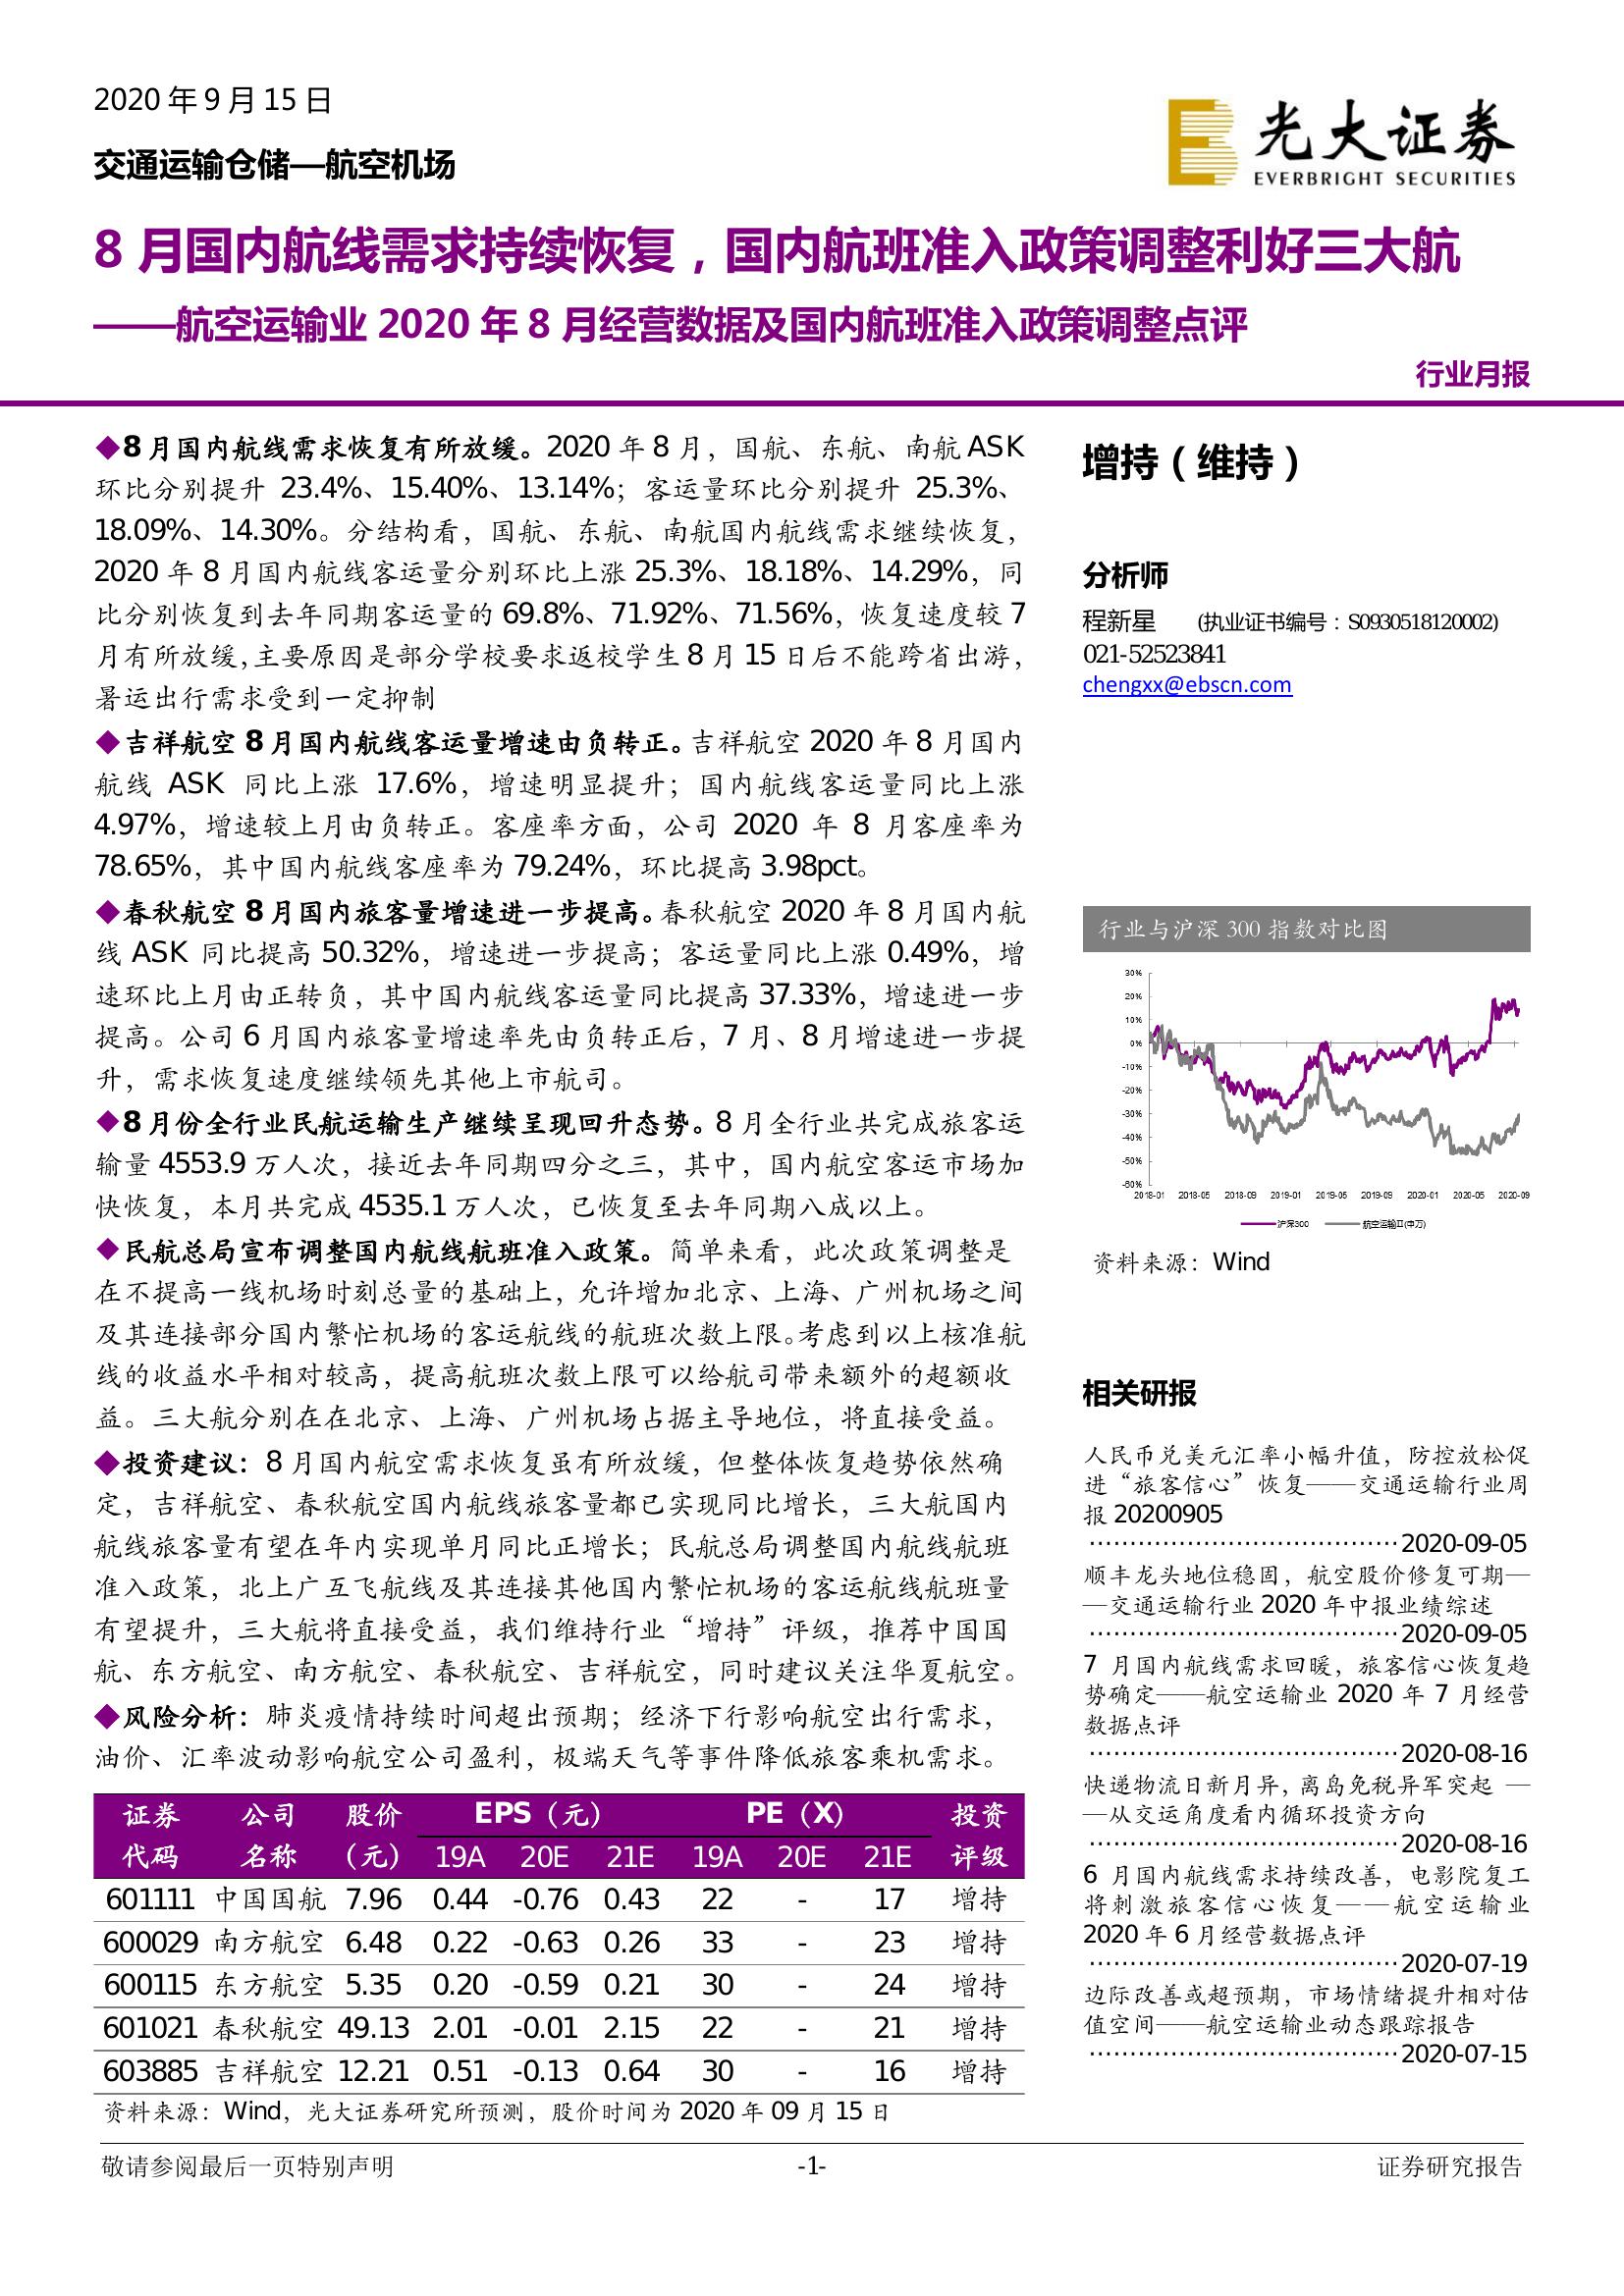 2020 年 9 月 15 日
交通运输仓储—航空机场
光大证券
EVERBRIGHT SECURITIES
8 月国内航线需求持续恢复，国内航班准入政策调整利好三大航
——航空运输业 2020 年 8 月经营数据及国内航班准入政策调整点评
行业月报
◆8 月国内航线需求恢复有所放缓。2020 年 8 月，国航、东航、南航 ASK
环比分别提升 23.4%、15.40%、13.14%；客运量环比分别提升 25.3%、
18.09%、14.30%。分结构看，国航、东航、南航国内航线需求继续恢复，
2020 年 8 月国内航线客运量分别环比上涨 25.3%、18.18%、14.29%，同
比分别恢复到去年同期客运量的 69.8%、71.92%、71.56%，恢复速度较 7
月有所放缓，主要原因是部分学校要求返校学生 8 月 15 日后不能跨省出游，
暑运出行需求受到一定抑制
◆吉祥航空 8 月国内航线客运量增速由负转正。吉祥航空 2020 年 8 月国内
航线 ASK 同比上涨 17.6%，增速明显提升；国内航线客运量同比上涨
4.97%，增速较上月由负转正。客座率方面，公司 2020 年 8 月客座率为
78.65%，其中国内航线客座率为 79.24%，环比提高 3.98pct。
◆春秋航空 8 月国内旅客量增速进一步提高。春秋航空 2020 年 8 月国内航
线 ASK 同比提高 50.32%，增速进一步提高；客运量同比上涨 0.49%，增
速环比上月由正转负，其中国内航线客运量同比提高 37.33%，增速进一步
提高。公司 6 月国内旅客量增速率先由负转正后，7 月、8 月增速进一步提
升，需求恢复速度继续领先其他上市航司。
◆8 月份全行业民航运输生产继续呈现回升态势。8 月全行业共完成旅客运
输量 4553.9 万人次，接近去年同期四分之三，其中，国内航空客运市场加
快恢复，本月共完成 4535.1 万人次，已恢复至去年同期八成以上。
◆民航总局宣布调整国内航线航班准入政策。简单来看，此次政策调整是
在不提高一线机场时刻总量的基础上，允许增加北京、上海、广州机场之间
及其连接部分国内繁忙机场的客运航线的航班次数上限。考虑到以上核准航
线的收益水平相对较高，提高航班次数上限可以给航司带来额外的超额收
益。三大航分别在在北京、上海、广州机场占据主导地位，将直接受益。
◆投资建议：8 月国内航空需求恢复虽有所放缓，但整体恢复趋势依然确
定，吉祥航空、春秋航空国内航线旅客量都已实现同比增长，三大航国内
航线旅客量有望在年内实现单月同比正增长；民航总局调整国内航线航班
准入政策，北上广互飞航线及其连接其他国内繁忙机场的客运航线航班量
有望提升，三大航将直接受益，我们维持行业“增持”评级，推荐中国国
航、东方航空、南方航空、春秋航空、吉祥航空，同时建议关注华夏航空。
◆风险分析：肺炎疫情持续时间超出预期；经济下行影响航空出行需求，
油价、汇率波动影响航空公司盈利，极端天气等事件降低旅客乘机需求。
证券 公司 股价 EPS（元） PE（X） 投资
代码 名称 （元） 19A 20E 21E 19A 20E 21E 评级
601111 中国国航 7.96 0.44 -0.76 0.43 22 - 17 增持
600029 南方航空 6.48 0.22 -0.63 0.26 33 - 23 增持
600115 东方航空 5.35 0.20 -0.59 0.21 30 - 24 增持
601021 春秋航空 49.13 2.01 -0.01 2.15 22 - 21 增持
603885 吉祥航空 12.21 0.51 -0.13 0.64 30 - 16 增持
资料来源：Wind，光大证券研究所预测，股价时间为 2020 年 09 月 15 日
增持（维持）
分析师
程新星 （执业证书编号：S0930518120002）
021-52523841
chengxx@ebscn.com
行业与沪深 300 指数对比图
30%
20%
10%
0%
-10%
-20%
-30%
-40%
-50%
-60%
2018-01 2018-05 2018-09 2019-01 2019-05 2019-09 2020-01 2020-05 2020-09
沪深300 航空运输Ⅱ(申万)
资料来源：Wind
相关研报
人民币兑美元汇率小幅升值，防控放松促
进“旅客信心”恢复——交通运输行业周
报 20200905
·····································2020-09-05
顺丰龙头地位稳固，航空股价修复可期—
—交通运输行业 2020 年中报业绩综述
·····································2020-09-05
7 月国内航线需求回暖，旅客信心恢复趋
势确定——航空运输业 2020 年 7 月经营
数据点评
·····································2020-08-16
快递物流日新月异，离岛免税异军突起 —
—从交运角度看内循环投资方向
·····································2020-08-16
6 月国内航线需求持续改善，电影院复工
将刺激旅客信心恢复——航空运输业
2020 年 6 月经营数据点评
·····································2020-07-19
边际改善或超预期，市场情绪提升相对估
值空间——航空运输业动态跟踪报告
·····································2020-07-15
敬请参阅最后一页特别声明 -1- 证券研究报告